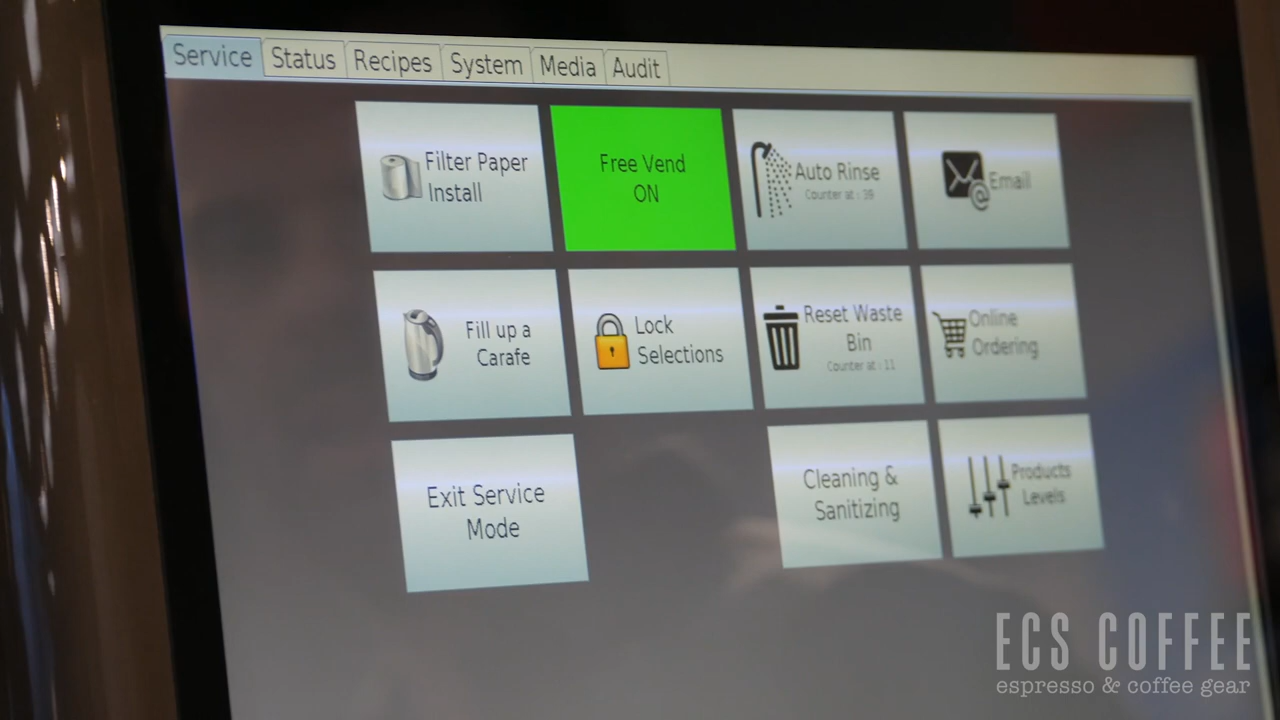 Service Status Recipes System Media Audit
Filter Paper
Install
Free Vend
ON
Auto Rinse
Counter at : 39
Email
Fill up a
Carafe
Lock
Selections
Reset Waste
Bin
Counter at : 11
Online
Ordering
Exit Service
Mode
Cleaning &
Sanitizing
Products
Levels
ECS COFFEE
espresso & coffee gear